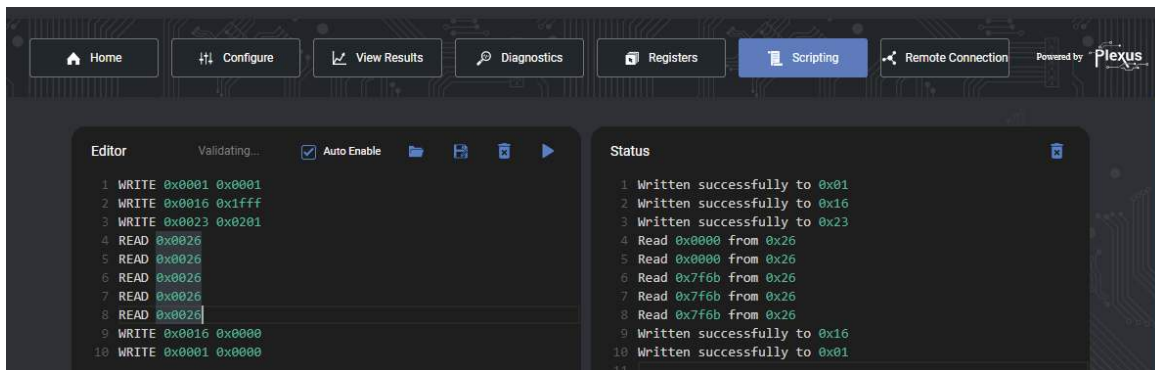 Home Configure View Results Diagnostics Registers Scripting Remote Connection Powered by Plexus
Editor Validating... Auto Enable
1 WRITE 0x0001 0x0001
2 WRITE 0x0016 0x1fff
3 WRITE 0x0023 0x0201
4 READ 0x0026
5 READ 0x0026
6 READ 0x0026
7 READ 0x0026
8 READ 0x0026
9 WRITE 0x0016 0x0000
10 WRITE 0x0001 0x0000
Status
1 Written successfully to 0x01
2 Written successfully to 0x16
3 Written successfully to 0x23
4 Read 0x0000 from 0x26
5 Read 0x0000 from 0x26
6 Read 0x7f6b from 0x26
7 Read 0x7f6b from 0x26
8 Read 0x7f6b from 0x26
9 Written successfully to 0x16
10 Written successfully to 0x01
11